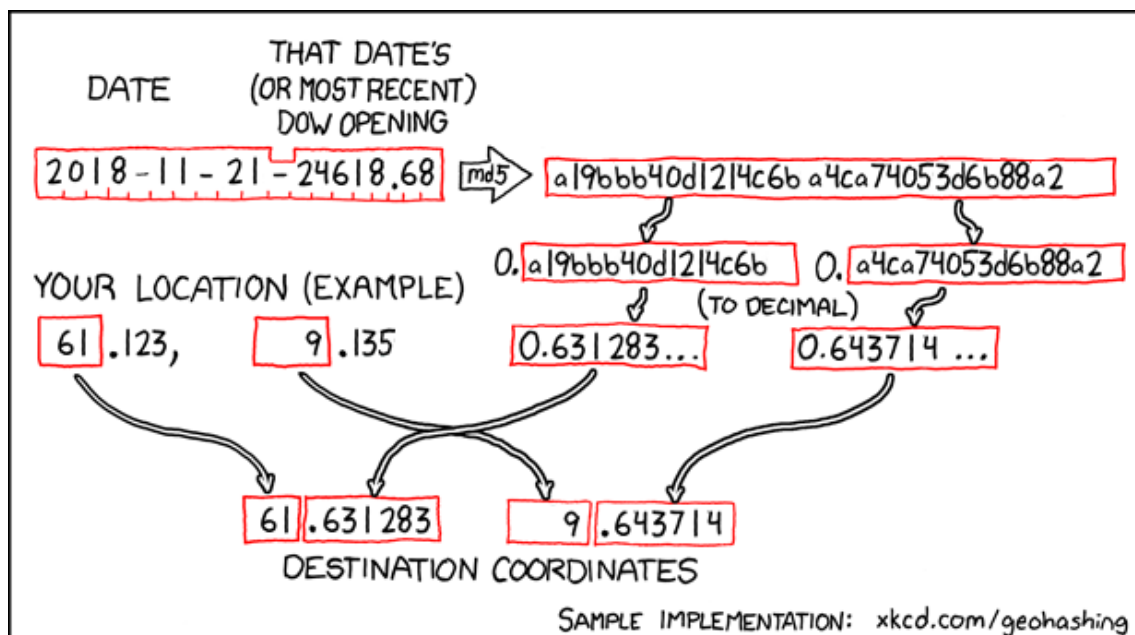 DATE
THAT DATE'S
(OR MOST RECENT)
DOW OPENING
2018-11-21-24618.68
md5
a19bbb40d1214c6b a4ca74053d6b88a2
0. a19bbb40d1214c6b
0. a4ca74053d6b88a2
(TO DECIMAL)
YOUR LOCATION (EXAMPLE)
61.123, 9.135
0.631283...
0.643714...
61.631283 9.643714
DESTINATION COORDINATES
SAMPLE IMPLEMENTATION: xkcd.com/geohashing